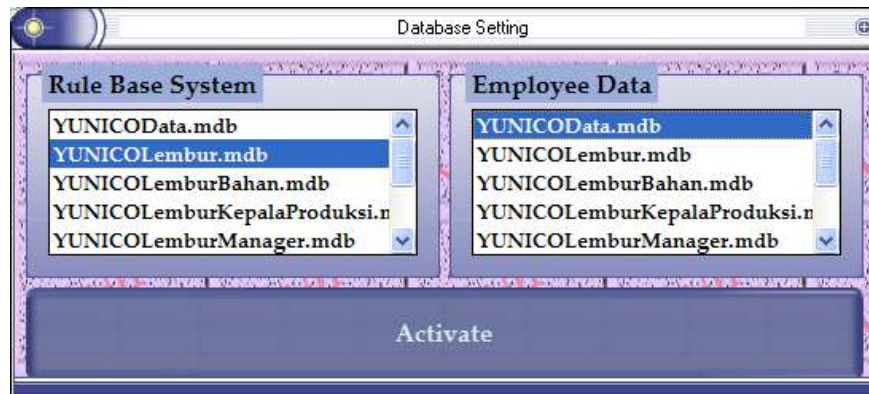 Database Setting
Rule Base System
YUNICOData.mdb
YUNICOLembur.mdb
YUNICOLemburBahan.mdb
YUNICOLemburKepalaProduksi.n
YUNICOLemburManager.mdb
Employee Data
YUNICOData.mdb
YUNICOLembur.mdb
YUNICOLemburBahan.mdb
YUNICOLemburKepalaProduksi.n
YUNICOLemburManager.mdb
Activate